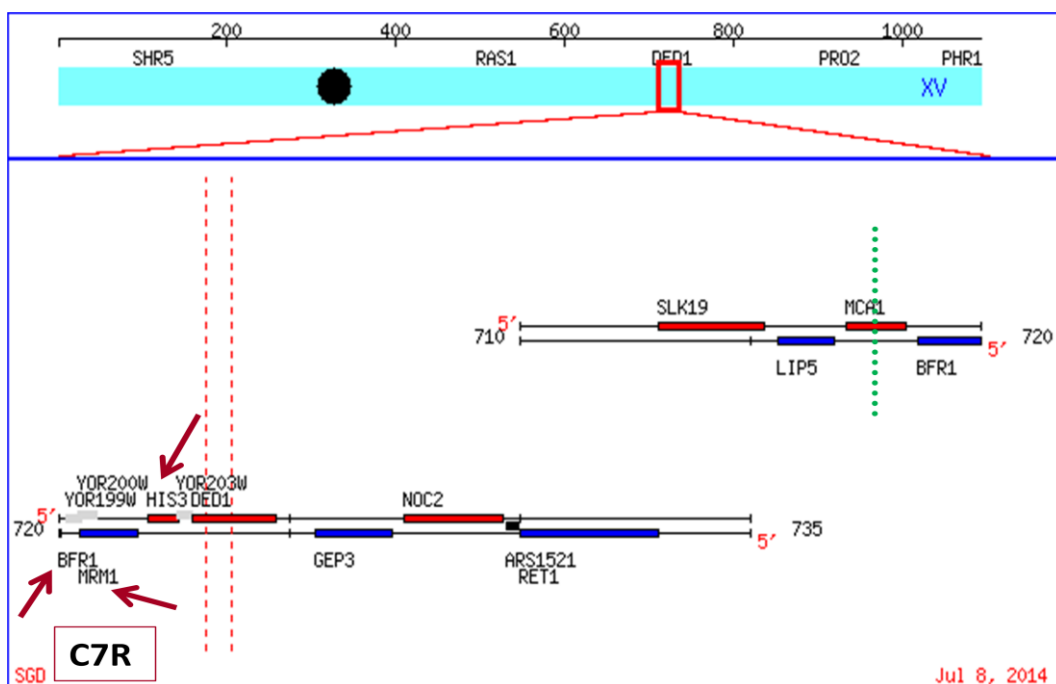 200 400 600 800 1000
SHR5 RAS1 DED1 PRO2 PHR1
XV
SLK19 MCA1
5′
710 720
5′
LIP5 BFR1
YOR200W YOR203W
YOR199W HIS3 DED1 NOC2
5′
720 735
5′
BFR1 GEP3 ARS1521
MRM1 RET1
C7R
SGD Jul 8, 2014